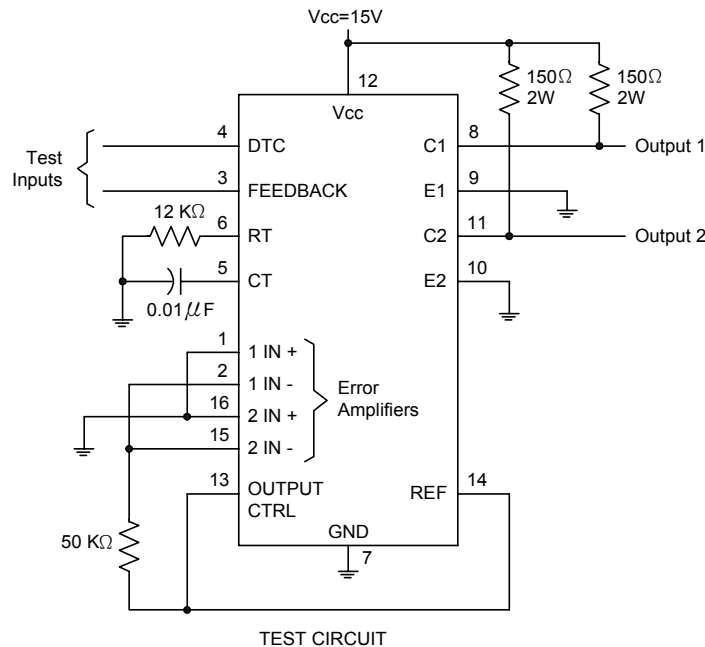 Vcc=15V
12
Vcc
150Ω
2W
150Ω
2W
Test
Inputs
4
DTC
C1
8
Output 1
3
FEEDBACK
E1
9
12 KΩ
6
RT
C2
11
Output 2
5
CT
E2
10
0.01μF
1
1 IN +
2
1 IN -
16
2 IN +
15
2 IN -
Error
Amplifiers
13
OUTPUT
CTRL
REF
14
50 KΩ
GND
7
TEST CIRCUIT